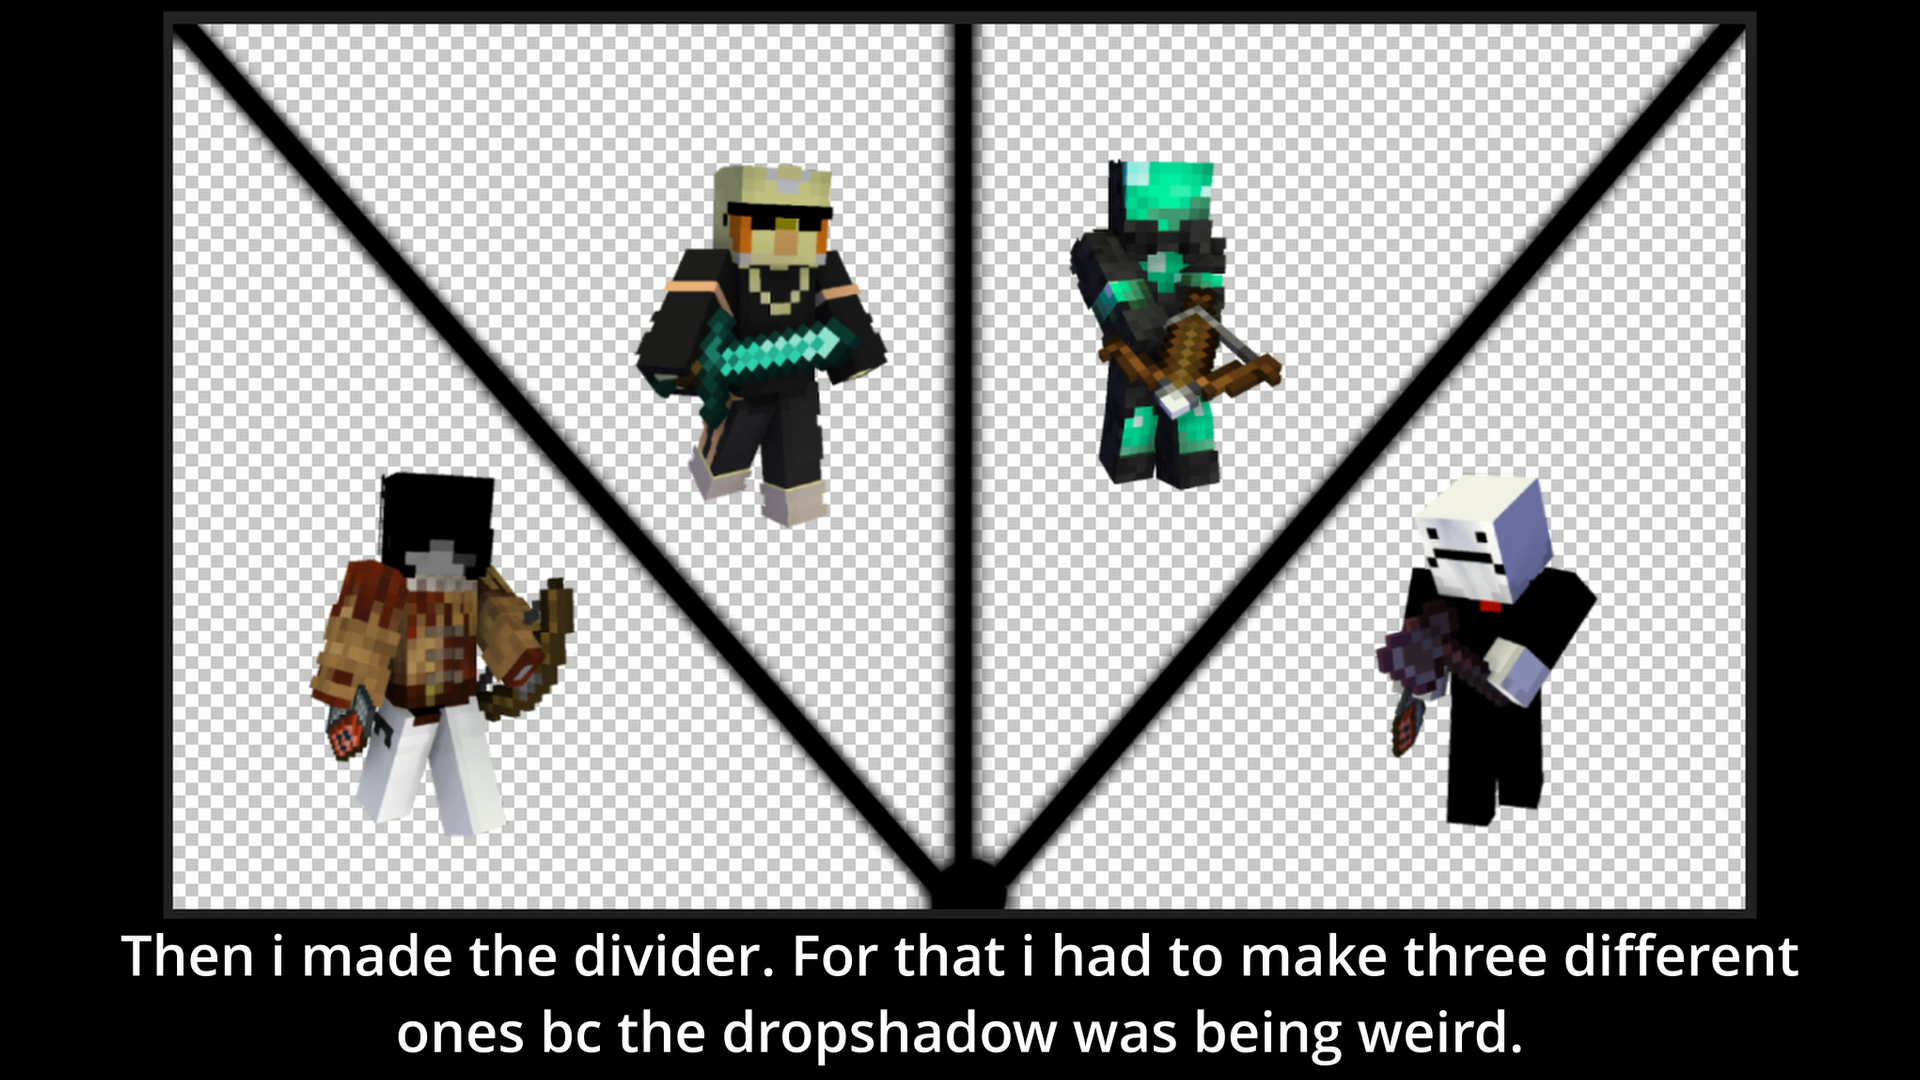 Then i made the divider. For that i had to make three different
ones bc the dropshadow was being weird.